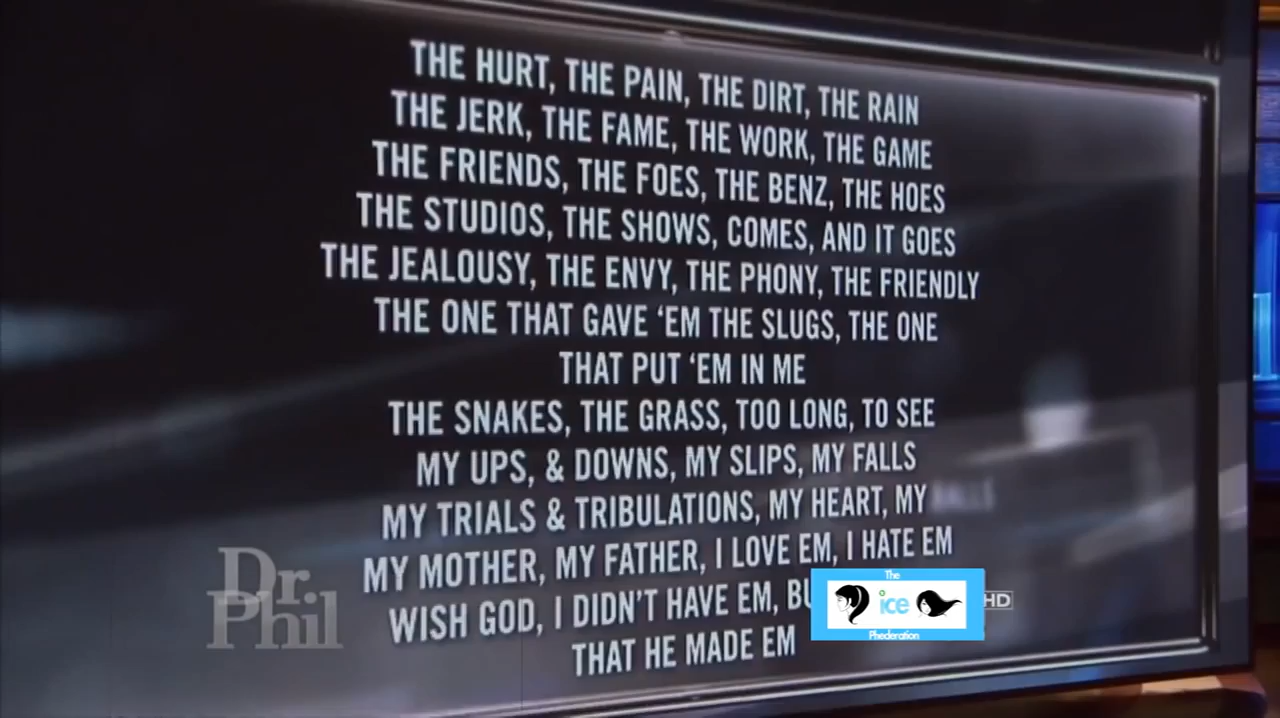 THE HURT, THE PAIN, THE DIRT, THE RAIN
THE JERK, THE FAME, THE WORK, THE GAME
THE FRIENDS, THE FOES, THE BENZ, THE HOES
THE STUDIOS, THE SHOWS, COMES, AND IT GOES
THE JEALOUSY, THE ENVY, THE PHONY, THE FRIENDLY
THE ONE THAT GAVE ‘EM THE SLUGS, THE ONE
THAT PUT ‘EM IN ME
THE SNAKES, THE GRASS, TOO LONG, TO SEE
MY UPS, & DOWNS, MY SLIPS, MY FALLS
MY TRIALS & TRIBULATIONS, MY HEART, MY
MY MOTHER, MY FATHER, I LOVE EM, I HATE EM
WISH GOD, I DIDN’T HAVE EM,
THAT HE MADE EM
Dr. Phil
The
ice
Phederation
HD